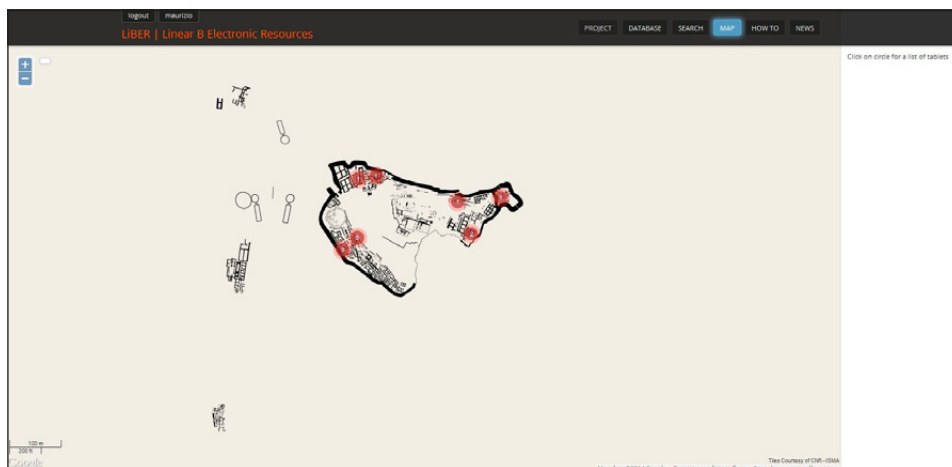 logout maurizio
LiBER | Linear B Electronic Resources
PROJECT DATABASE SEARCH MAP HOW TO NEWS
Click on circle for a list of tablets
+
−
100 m
200 ft
Google
Tiles Courtesy of CNR-ISMA